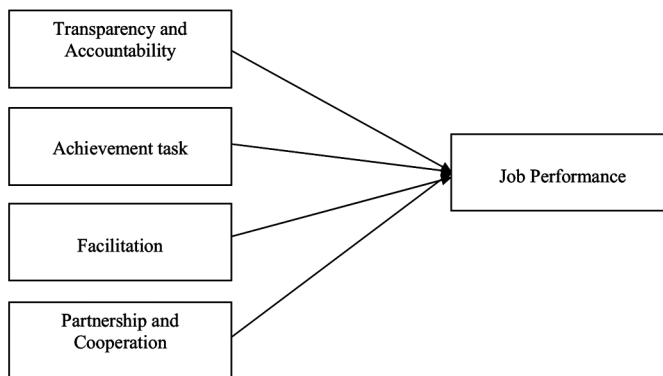 Transparency and
Accountability
Achievement task
Job Performance
Facilitation
Partnership and
Cooperation